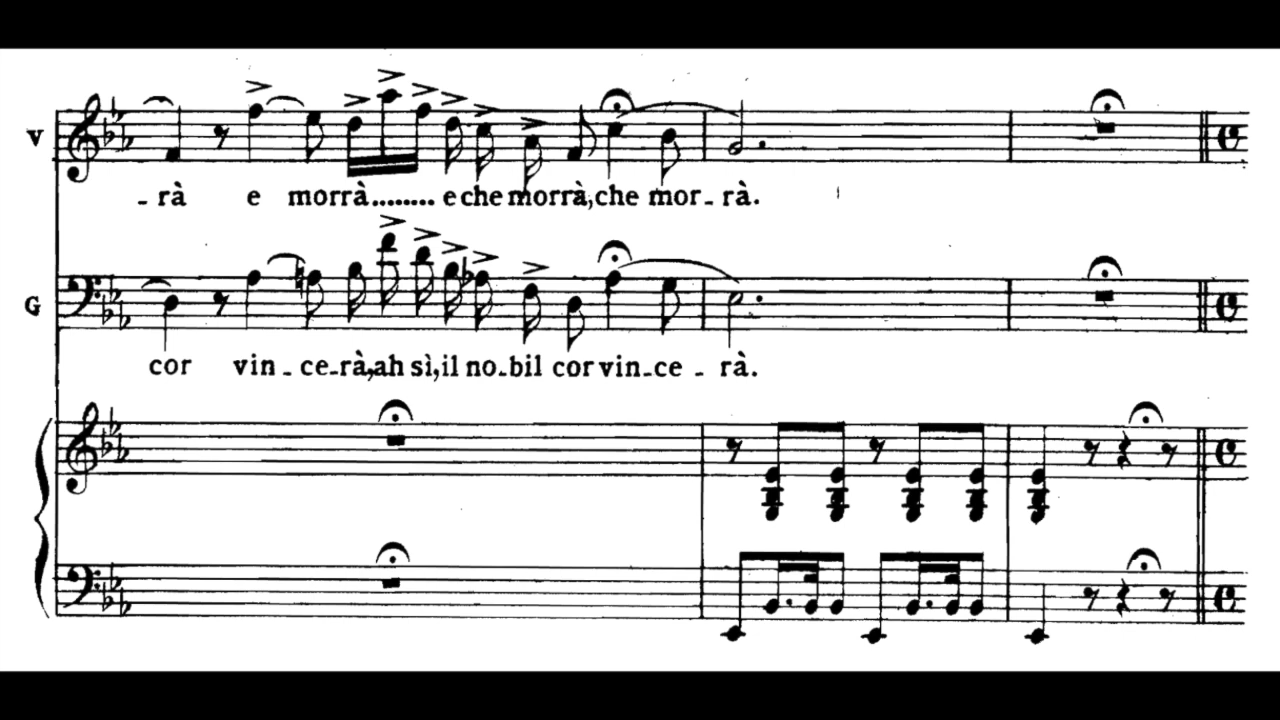 V
- rà e morrà........ e che morrà, che mor - rà.
G
cor vin - ce - rà, ah sì, il no - bil cor vin - ce - rà.